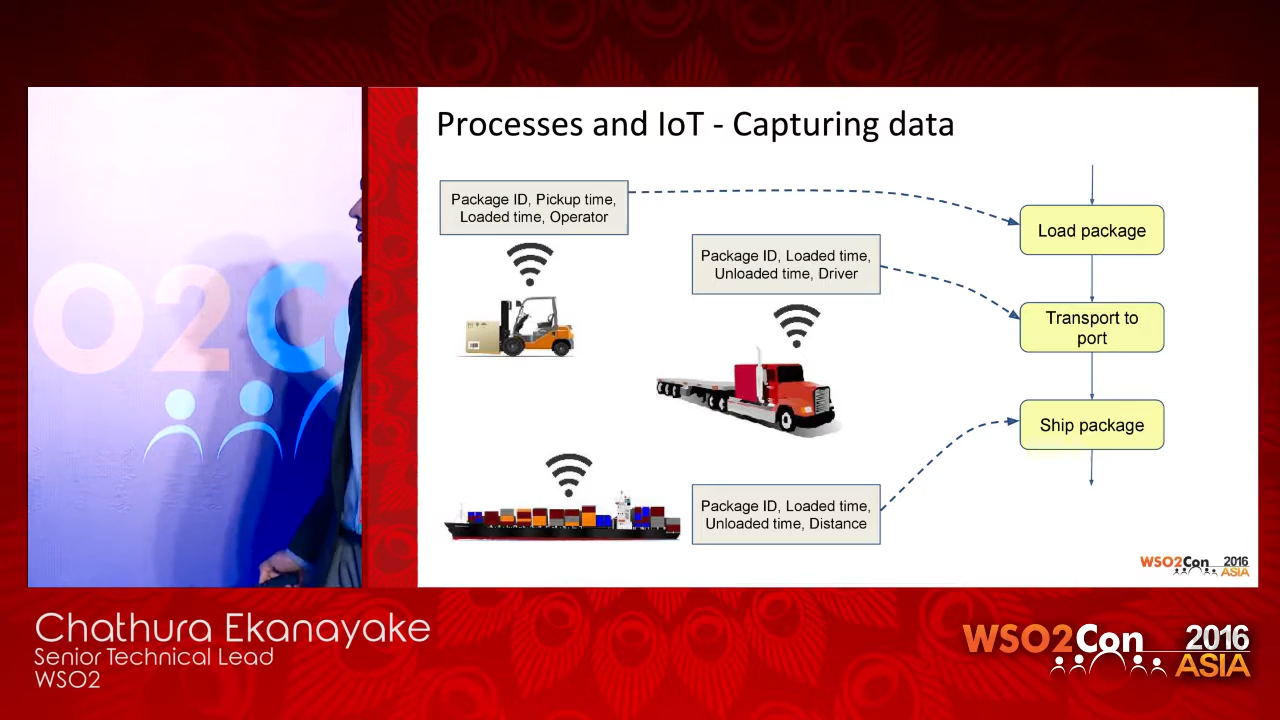 Processes and IoT - Capturing data
Package ID, Pickup time,
Loaded time, Operator
Load package
Package ID, Loaded time,
Unloaded time, Driver
Transport to
port
Ship package
Package ID, Loaded time,
Unloaded time, Distance
WSO2Con 2016
ASIA
O2Co
Chathura Ekanayake
Senior Technical Lead
WSO2
WSO2Con 2016
ASIA